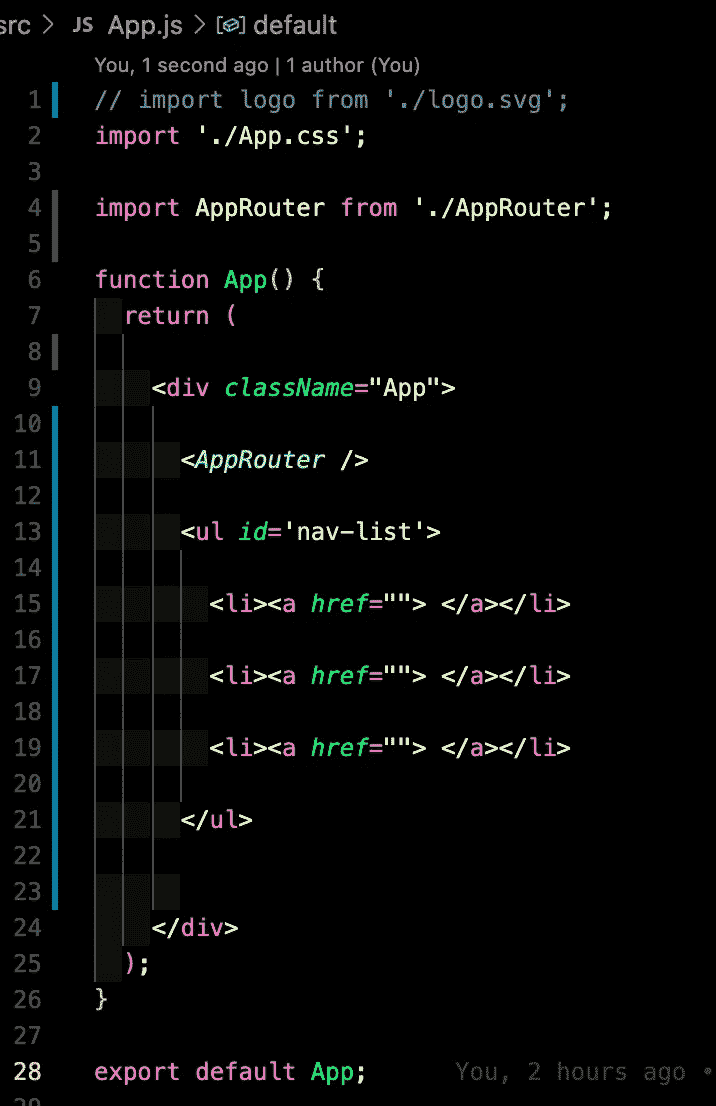 src > JS App.js > default
You, 1 second ago | 1 author (You)
1 // import logo from './logo.svg';
2 import './App.css';
3
4 import AppRouter from './AppRouter';
5
6 function App() {
7 return (
8
9 <div className="App">
10
11 <AppRouter />
12
13 <ul id='nav-list'>
14
15 <li><a href=""> </a></li>
16
17 <li><a href=""> </a></li>
18
19 <li><a href=""> </a></li>
20
21 </ul>
22
23
24 </div>
25 );
26 }
27
28 export default App; You, 2 hours ago •
29